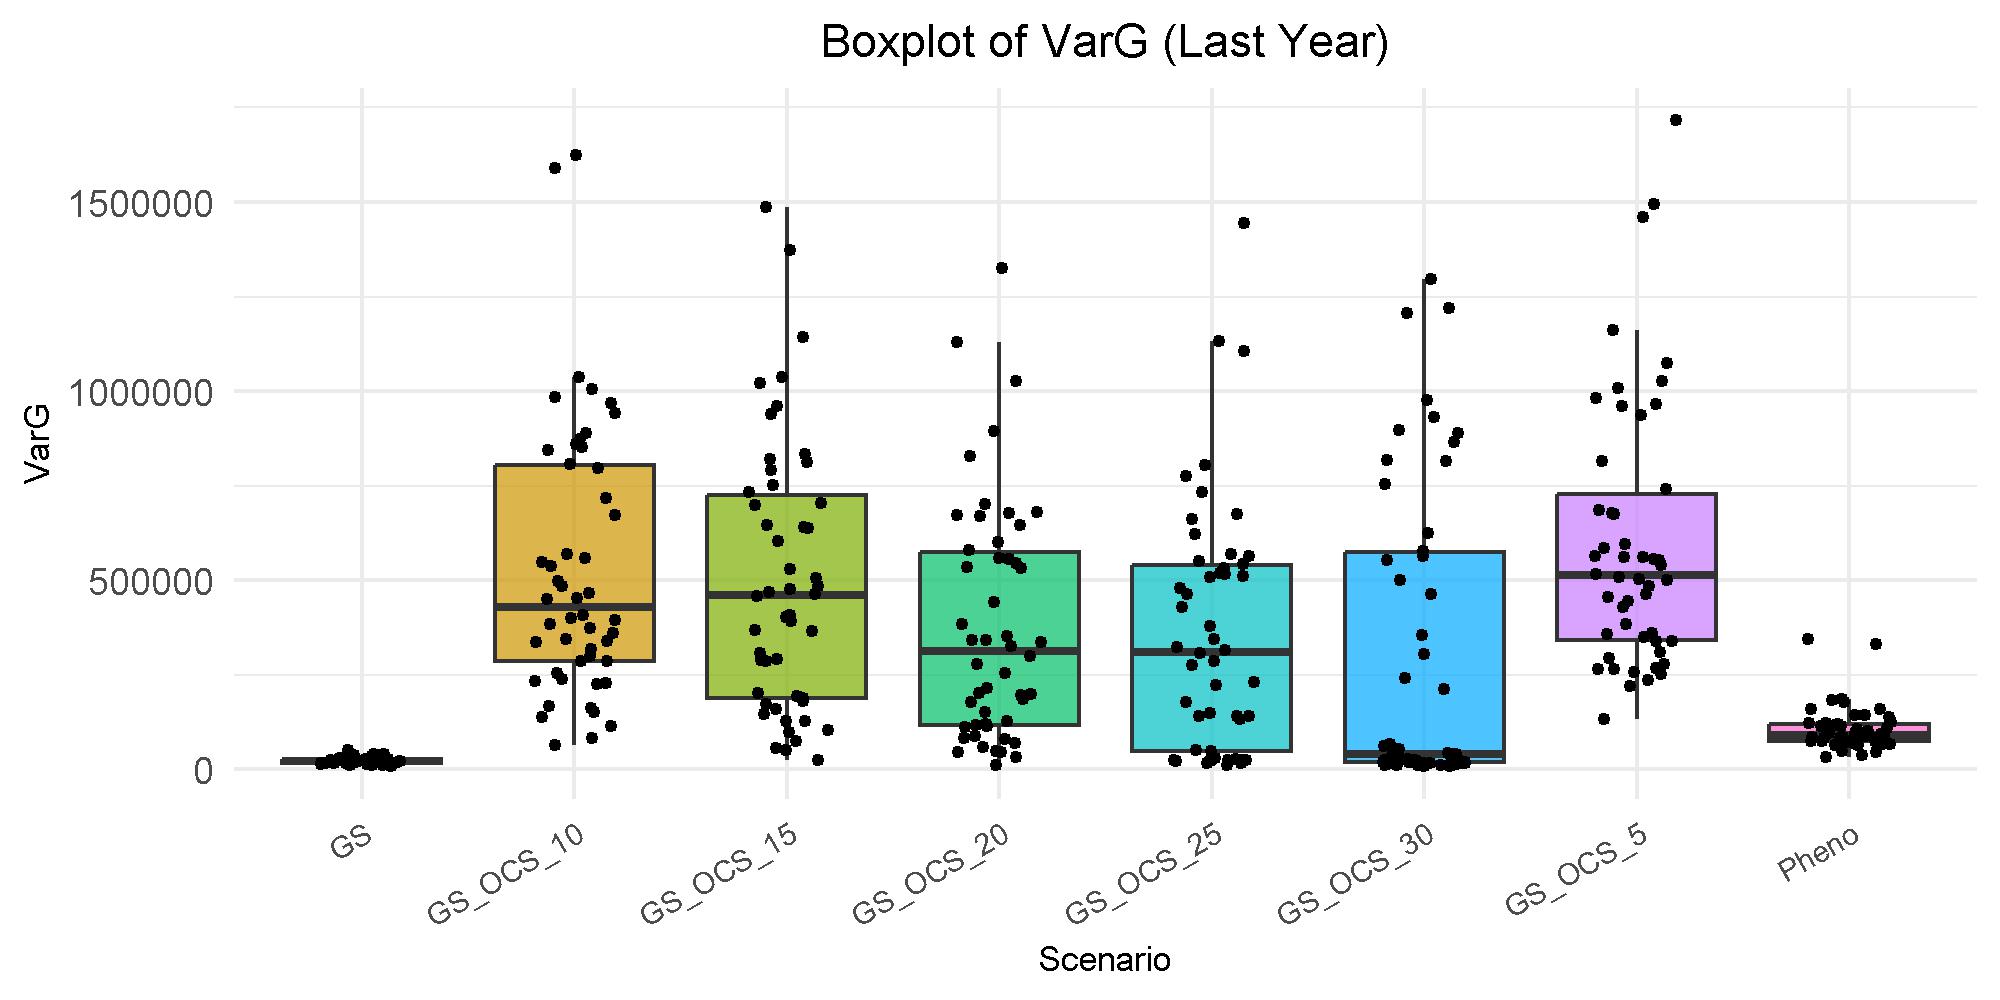 Boxplot of VarG (Last Year)
VarG
1500000
1000000
500000
0
GS
GS_OCS_10
GS_OCS_15
GS_OCS_20
GS_OCS_25
GS_OCS_30
GS_OCS_5
Pheno
Scenario